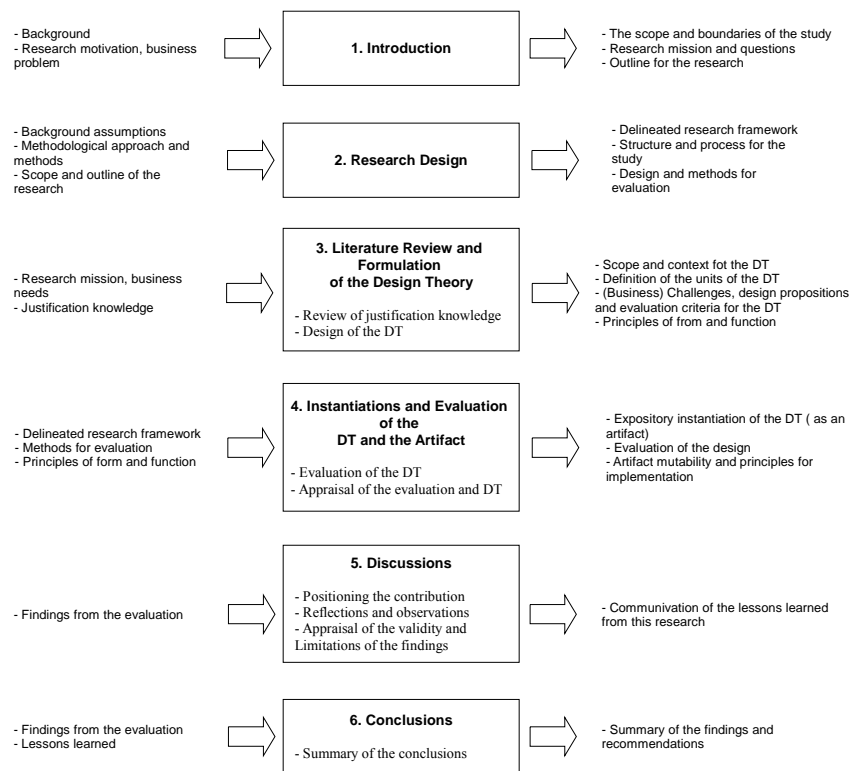 - Background
- Research motivation, business
problem
1. Introduction
- The scope and boundaries of the study
- Research mission and questions
- Outline for the research
- Background assumptions
- Methodological approach and
methods
- Scope and outline of the
research
2. Research Design
- Delineated research framework
- Structure and process for the
study
- Design and methods for
evaluation
- Research mission, business
needs
- Justification knowledge
3. Literature Review and
Formulation
of the Design Theory
- Review of justification knowledge
- Design of the DT
- Scope and context fot the DT
- Definition of the units of the DT
- (Business) Challenges, design propositions
and evaluation criteria for the DT
- Principles of from and function
- Delineated research framework
- Methods for evaluation
- Principles of form and function
4. Instantiations and Evaluation
of the
DT and the Artifact
- Evaluation of the DT
- Appraisal of the evaluation and DT
- Expository instantiation of the DT ( as an
artifact)
- Evaluation of the design
- Artifact mutability and principles for
implementation
- Findings from the evaluation
5. Discussions
- Positioning the contribution
- Reflections and observations
- Appraisal of the validity and
Limitations of the findings
- Communivation of the lessons learned
from this research
- Findings from the evaluation
- Lessons learned
6. Conclusions
- Summary of the conclusions
- Summary of the findings and
recommendations